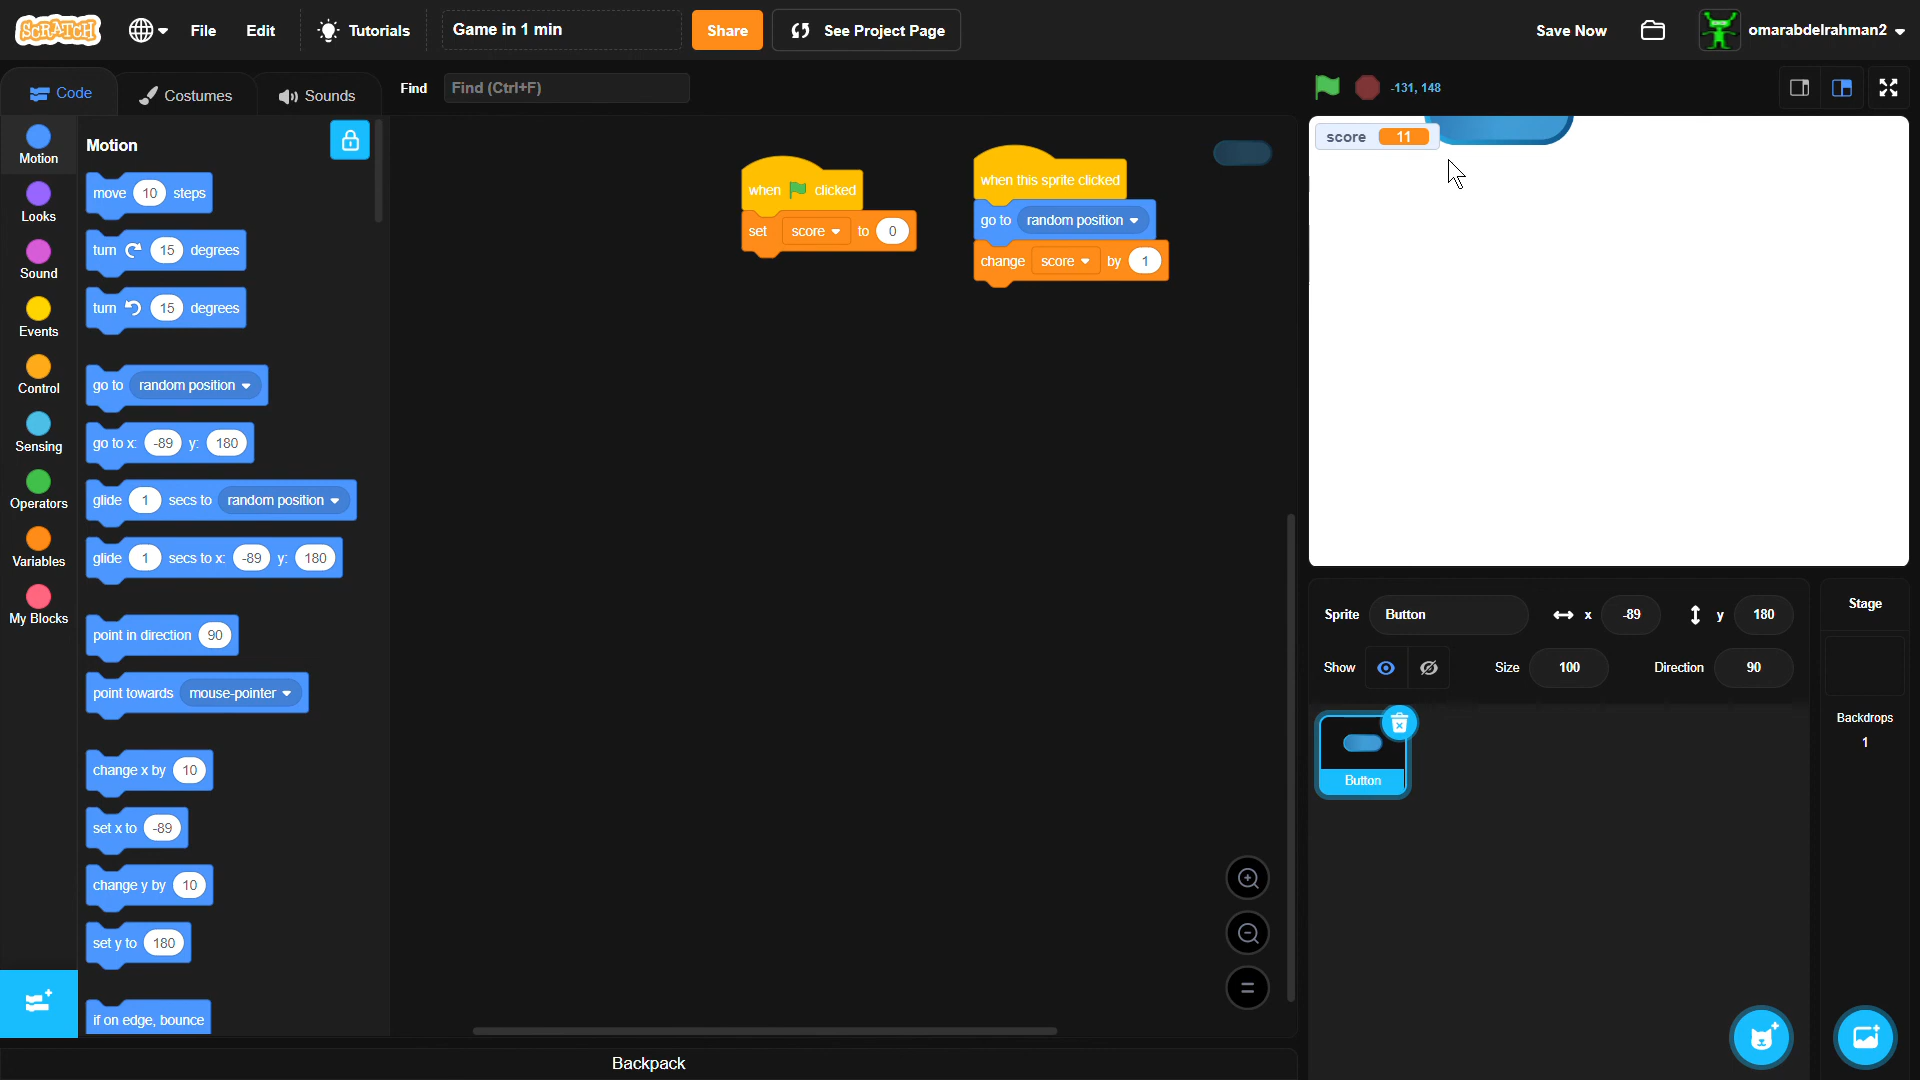 SCRATCH
File
Edit
Tutorials
Game in 1 min
Share
See Project Page
Save Now
omarabdelrahman2
Code
Costumes
Sounds
Find
Find (Ctrl+F)
-131, 148
Motion
Looks
Sound
Events
Control
Sensing
Operators
Variables
My Blocks
Motion
move 10 steps
turn 15 degrees
turn 15 degrees
go to random position
go to x: -89 y: 180
glide 1 secs to random position
glide 1 secs to x: -89 y: 180
point in direction 90
point towards mouse-pointer
change x by 10
set x to -89
change y by 10
set y to 180
if on edge, bounce
when clicked
set score to 0
when this sprite clicked
go to random position
change score by 1
score 11
Sprite Button x -89 y 180
Show Size 100 Direction 90
Button
Stage
Backdrops
1
Backpack